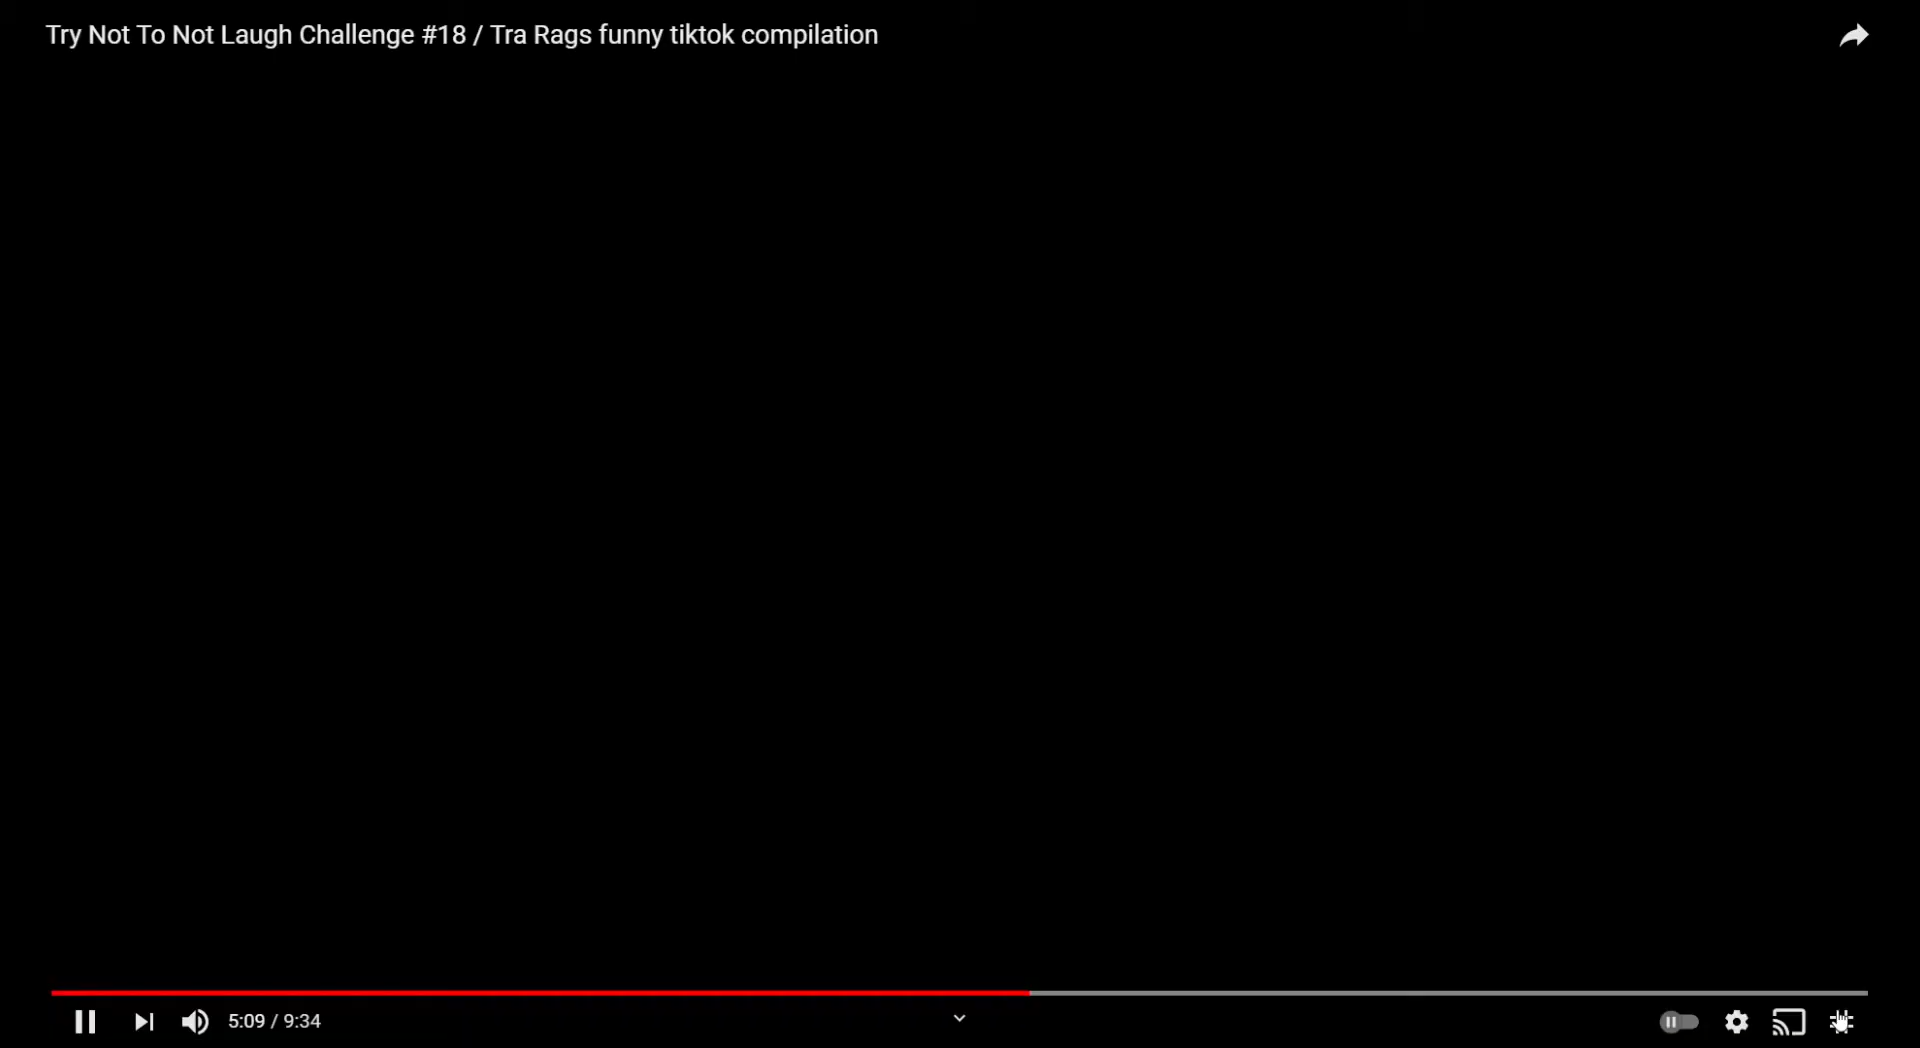 Try Not To Not Laugh Challenge #18 / Tra Rags funny tiktok compilation
5:09 / 9:34